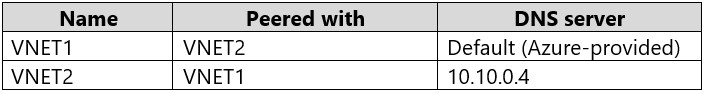 Name Peered with DNS server
VNET1 VNET2 Default (Azure-provided)
VNET2 VNET1 10.10.0.4